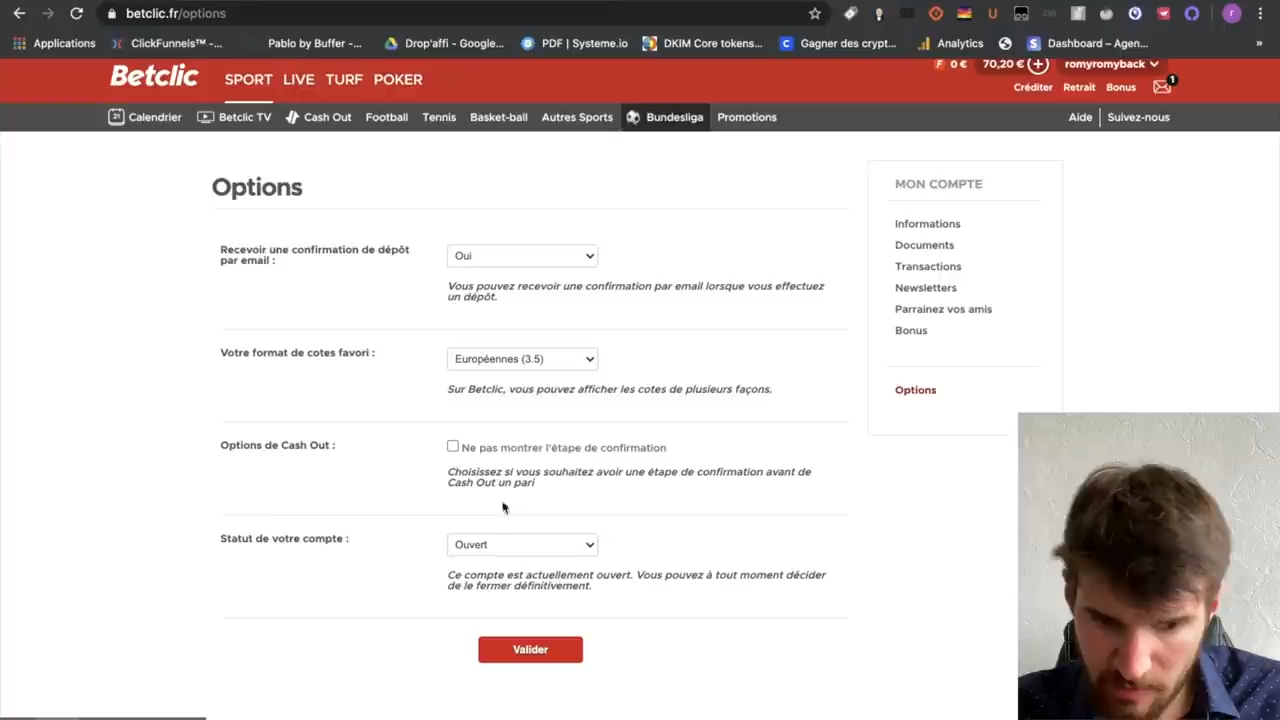 betclic.fr/options
Applications ClickFunnels™ -... Pablo by Buffer -... Drop'affi - Google... PDF | Systeme.io DKIM Core tokens... Gagner des crypt... Analytics Dashboard – Agen... »
Betclic SPORT LIVE TURF POKER F 0 € 70,20 € romyromyback
Créditer Retrait Bonus 1
21 Calendrier Betclic TV Cash Out Football Tennis Basket-ball Autres Sports Bundesliga Promotions Aide Suivez-nous
Options
Recevoir une confirmation de dépôt
par email :
Oui
Vous pouvez recevoir une confirmation par email lorsque vous effectuez
un dépôt.
Votre format de cotes favori :
Européennes (3.5)
Sur Betclic, vous pouvez afficher les cotes de plusieurs façons.
Options de Cash Out :
Ne pas montrer l'étape de confirmation
Choisissez si vous souhaitez avoir une étape de confirmation avant de
Cash Out un pari
Statut de votre compte :
Ouvert
Ce compte est actuellement ouvert. Vous pouvez à tout moment décider
de le fermer définitivement.
Valider
MON COMPTE
Informations
Documents
Transactions
Newsletters
Parrainez vos amis
Bonus
Options